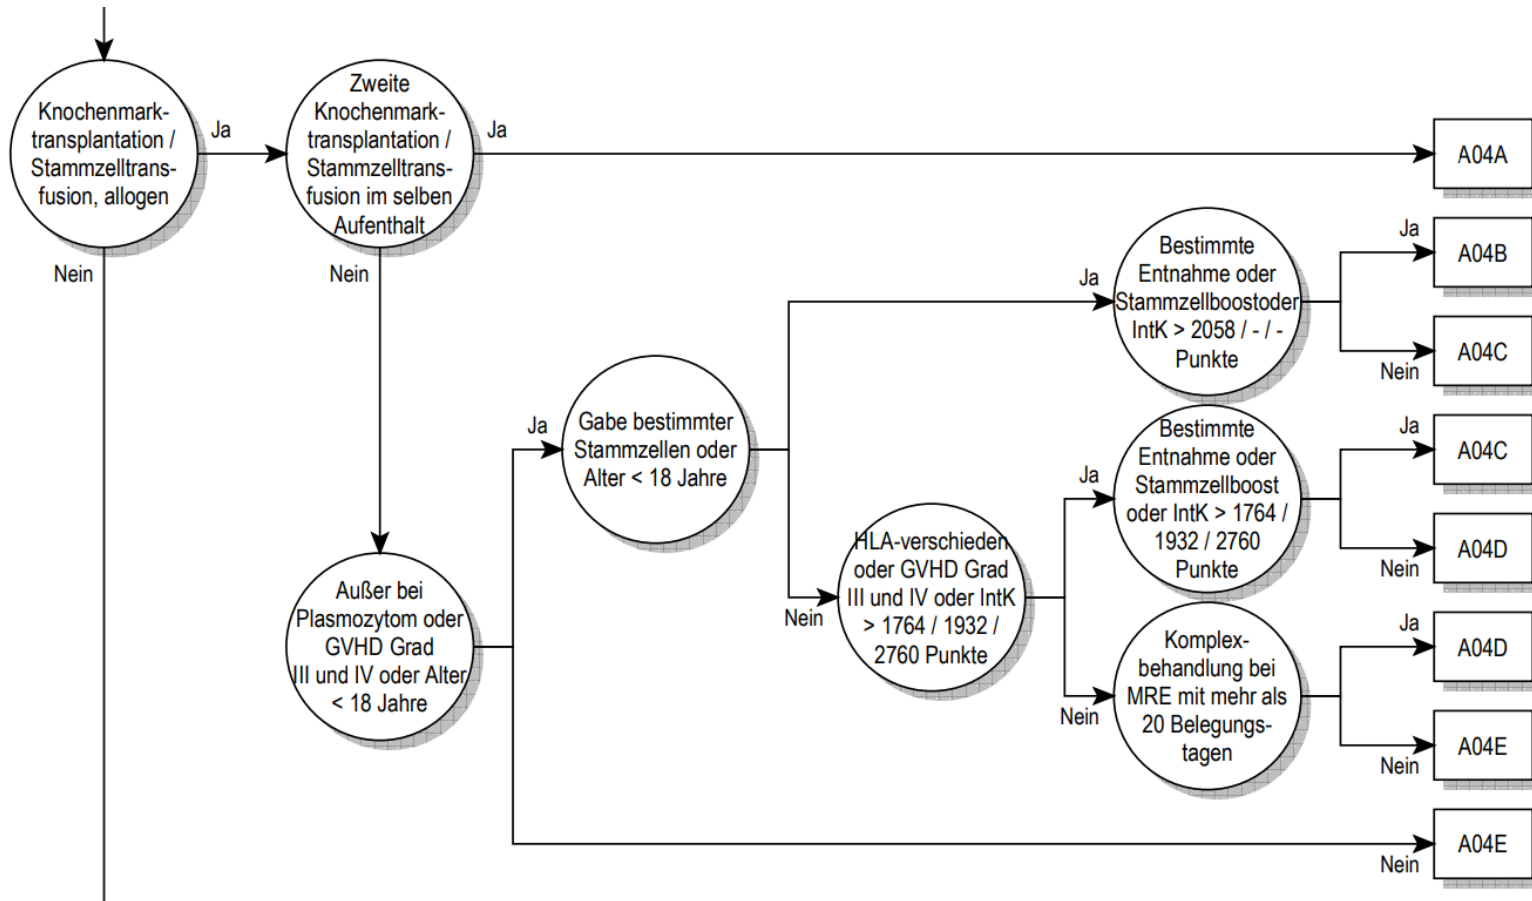 Knochenmark-
transplantation /
Stammzelltrans-
fusion, allogen
Ja
Nein
Zweite
Knochenmark-
transplantation /
Stammzelltrans-
fusion im selben
Aufenthalt
Ja
Nein
A04A
Außer bei
Plasmozytom oder
GVHD Grad
III und IV oder Alter
< 18 Jahre
Ja
Gabe bestimmter
Stammzellen oder
Alter < 18 Jahre
Ja
Bestimmte
Entnahme oder
Stammzellboostoder
IntK > 2058 / - / -
Punkte
Ja
A04B
Nein
A04C
Nein
HLA-verschieden
oder GVHD Grad
III und IV oder IntK
> 1764 / 1932 /
2760 Punkte
Ja
Bestimmte
Entnahme oder
Stammzellboost
oder IntK > 1764 /
1932 / 2760
Punkte
Ja
A04C
Nein
A04D
Nein
Komplex-
behandlung bei
MRE mit mehr als
20 Belegungs-
tagen
Ja
A04D
Nein
A04E
Nein
A04E